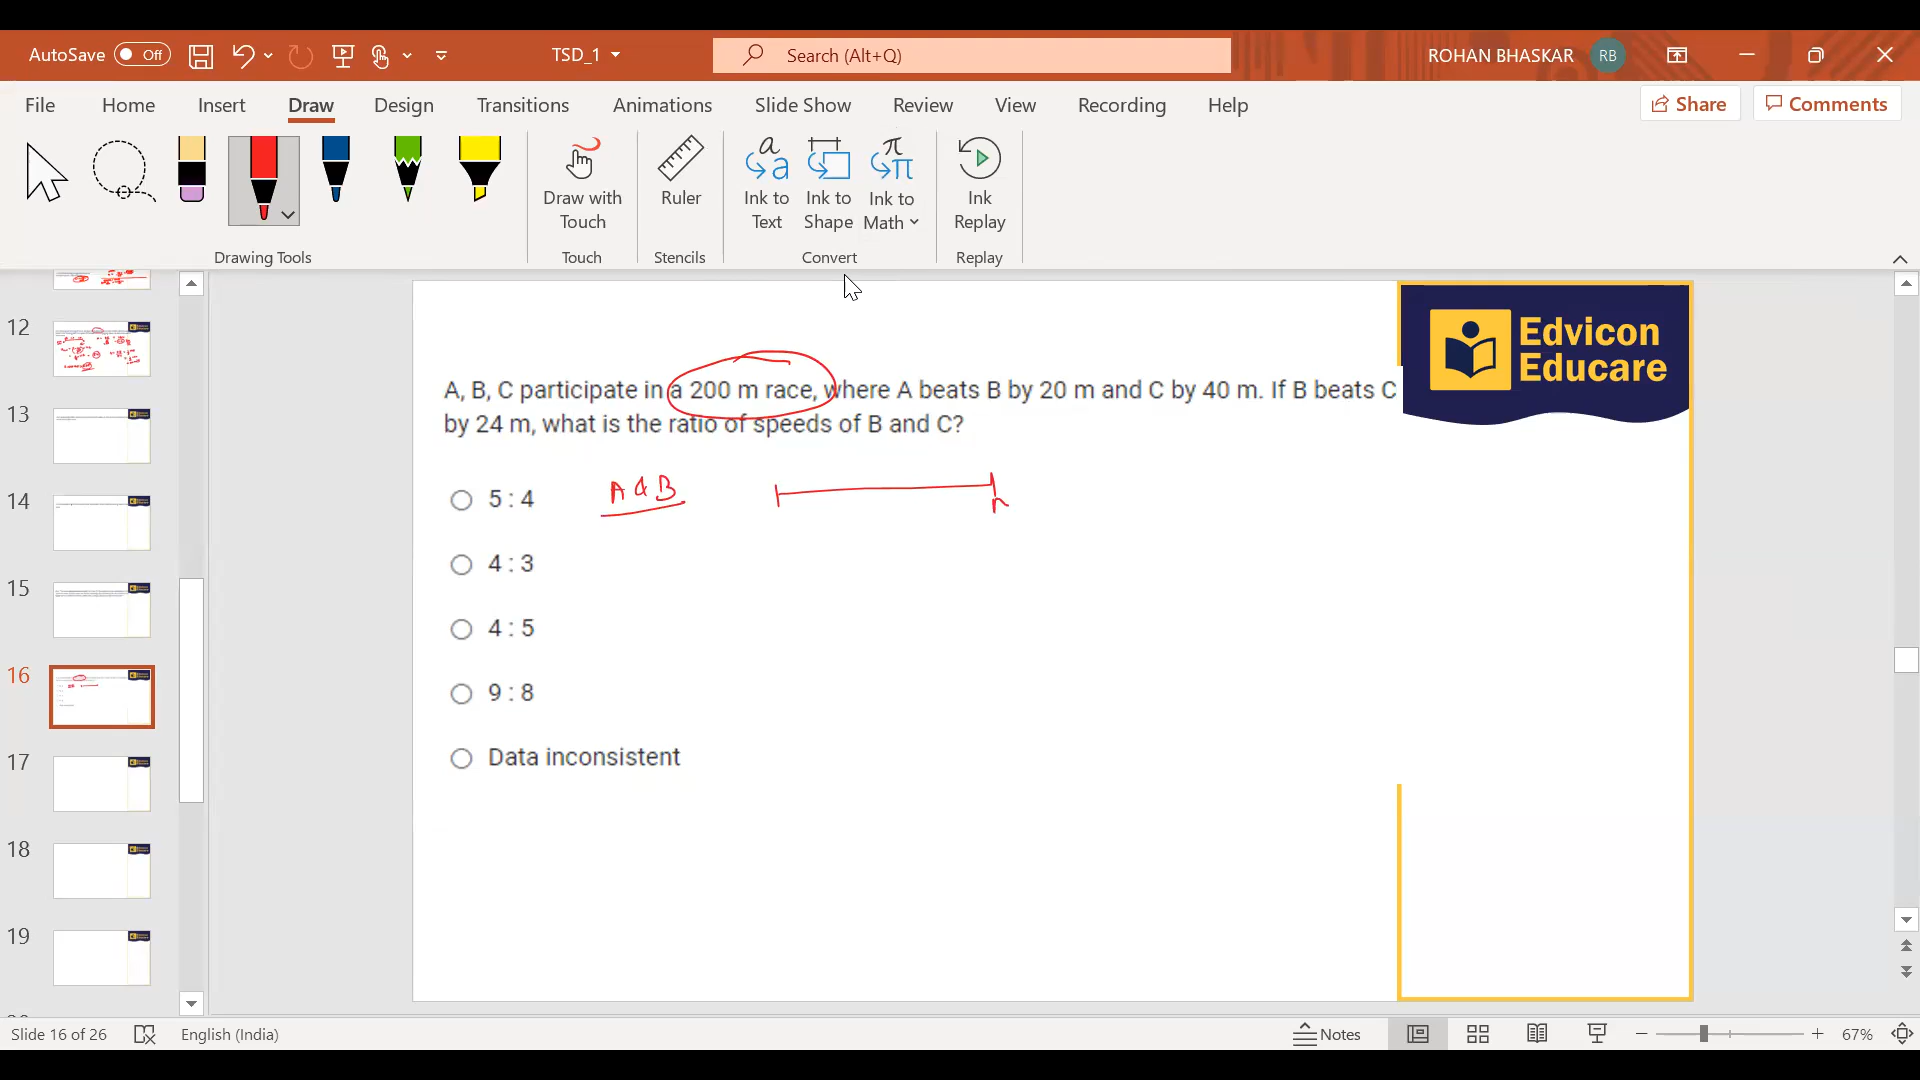 AutoSave Off TSD_1 Search (Alt+Q) ROHAN BHASKAR RB
File Home Insert Draw Design Transitions Animations Slide Show Review View Recording Help Share Comments
Draw with Touch
Ruler
Ink to Text
Ink to Shape
Ink to Math
Ink Replay
Drawing Tools Touch Stencils Convert Replay
12
13
14
15
16
17
18
19
Edvicon
Educare
A, B, C participate in a 200 m race, where A beats B by 20 m and C by 40 m. If B beats C
by 24 m, what is the ratio of speeds of B and C?
5 : 4
A & B
4 : 3
4 : 5
9 : 8
Data inconsistent
Slide 16 of 26 English (India) Notes 67%